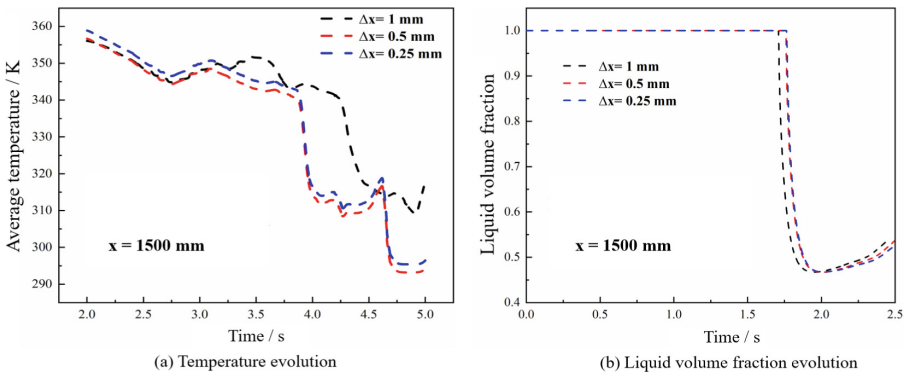 Δx= 1 mm
Δx= 0.5 mm
Δx= 0.25 mm
x = 1500 mm
Average temperature / K
360
350
340
330
320
310
300
290
2.0 2.5 3.0 3.5 4.0 4.5 5.0
Time / s
(a) Temperature evolution
Δx= 1 mm
Δx= 0.5 mm
Δx= 0.25 mm
x = 1500 mm
Liquid volume fraction
1.0
0.9
0.8
0.7
0.6
0.5
0.4
0.0 0.5 1.0 1.5 2.0 2.5
Time / s
(b) Liquid volume fraction evolution